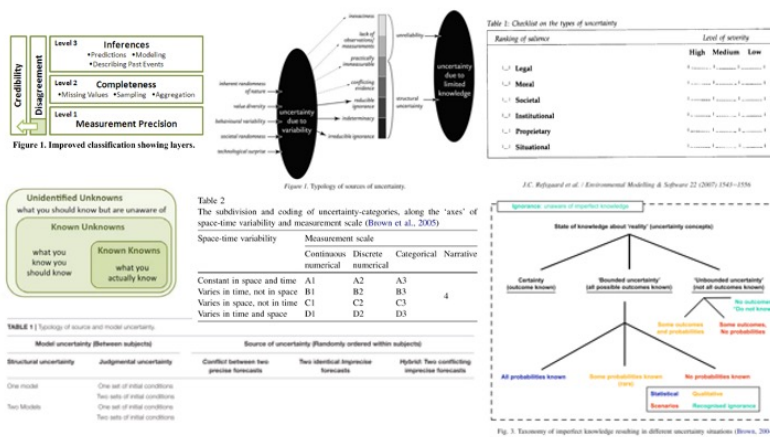 Credibility
Disagreement
Level 3
Inferences
•Predictions •Modeling
•Describing Past Events
Level 2
Completeness
•Missing Values •Sampling •Aggregation
Level 1
Measurement Precision
Figure 1. Improved classification showing layers.
inherent randomness
of nature
value diversity
behavioural variability
societal randomness
technological surprise
uncertainty
due to
variability
inexactness
lack of
observations/
measurements
practically
immeasurable
conflicting
evidence
reducible
ignorance
indeterminacy
irreducible ignorance
unreliability
structural
uncertainty
uncertainty
due to
limited
knowledge
Figure 1. Typology of sources of uncertainty.
Table 1: Checklist on the types of uncertainty
Ranking of salience Level of severity
High Medium Low
Legal
Moral
Societal
Institutional
Proprietary
Situational
Unidentified Unknowns
what you should know but are unaware of
Known Unknowns
what you
know you
should know
Known Knowns
what you
actually know
J.C. Refsgaard et al. / Environmental Modelling & Software 22 (2007) 1543–1556
Table 2
The subdivision and coding of uncertainty-categories, along the ‘axes’ of
space-time variability and measurement scale (Brown et al., 2005)
Space-time variability Measurement scale
Continuous numerical Discrete numerical Categorical Narrative
Constant in space and time A1 A2 A3
Varies in time, not in space B1 B2 B3
4
Varies in space, not in time C1 C2 C3
Varies in time and space D1 D2 D3
Ignorance: unaware of imperfect knowledge
State of knowledge about ‘reality’ (uncertainty concepts)
Certainty
(outcome known)
‘Bounded uncertainty’
(all possible outcomes known)
‘Unbounded uncertainty’
(not all outcomes known)
No outcome
"Do not know
Some outcomes
and probabilities
Some outcomes,
No probabilities
All probabilities known
Some probabilities known
(rare)
No probabilities known
Statistical Qualitative
Scenarios Recognised ignorance
Fig. 3. Taxonomy of imperfect knowledge resulting in different uncertainty situations (Brown, 200
TABLE 1 | Typology of source and model uncertainty.
Model uncertainty (Between subjects) Source of uncertainty (Randomly ordered within subjects)
Structural uncertainty Judgmental uncertainty Conflict between two precise forecasts Two identical imprecise forecasts Hybrid: Two conflicting imprecise forecasts
One model One set of initial conditions
Two sets of initial conditions
Two Models One set of initial conditions
Two sets of initial conditions